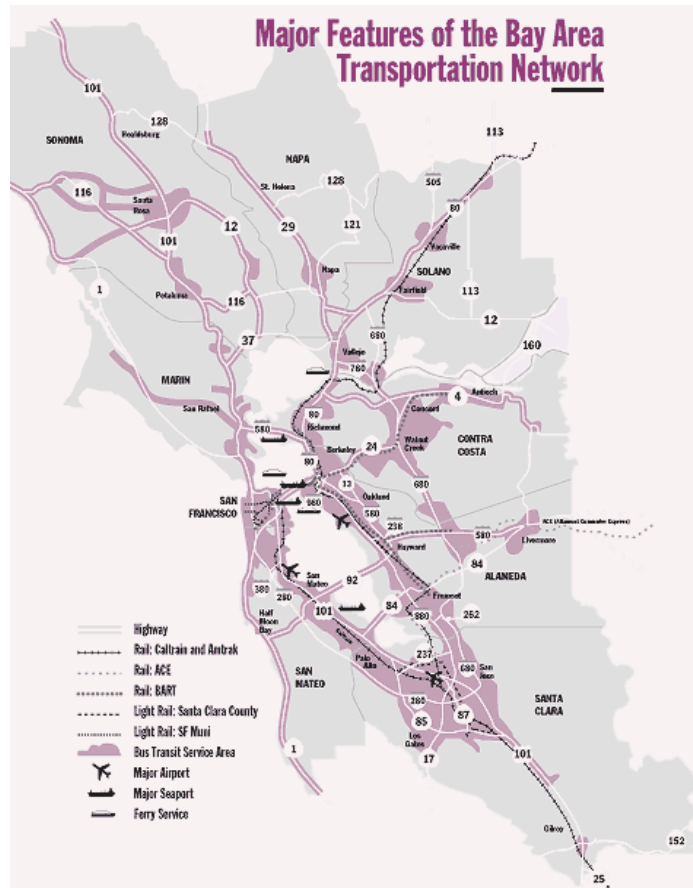 Major Features of the Bay Area
Transportation Network
113
101
128
Healdsburg
SONOMA
NAPA
St. Helena
128
505
116
Santa
Rosa
80
12
29
121
101
Vacaville
Napa
SOLANO
1
Petaluma
116
Fairfield
113
12
680
37
160
Vallejo
780
MARIN
4
Antioch
San Rafael
80
Concord
580
Richmond
Berkeley
24
Walnut
Creek
CONTRA
COSTA
80
13
680
SAN
FRANCISCO
980
Oakland
580
238
ACE (Altamont Commuter Express)
580
Livermore
Hayward
84
ALAMEDA
San
Mateo
92
380
280
Fremont
101
84
880
262
Half
Moon
Bay
Highway
Rail: Caltrain and Amtrak
Rail: ACE
Rail: BART
Light Rail: Santa Clara County
Light Rail: SF Muni
Bus Transit Service Area
Major Airport
Major Seaport
Ferry Service
Palo
Alto
237
680
San
Jose
SAN
MATEO
280
SANTA
CLARA
85
87
Los
Gatos
1
17
101
Gilroy
152
25